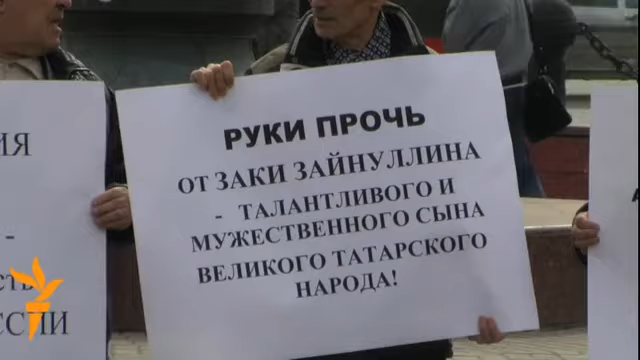 РУКИ ПРОЧЬ
ОТ ЗАКИ ЗАЙНУЛЛИНА
- ТАЛАНТЛИВОГО И
МУЖЕСТВЕННОГО СЫНА
ВЕЛИКОГО ТАТАРСКОГО
НАРОДА!